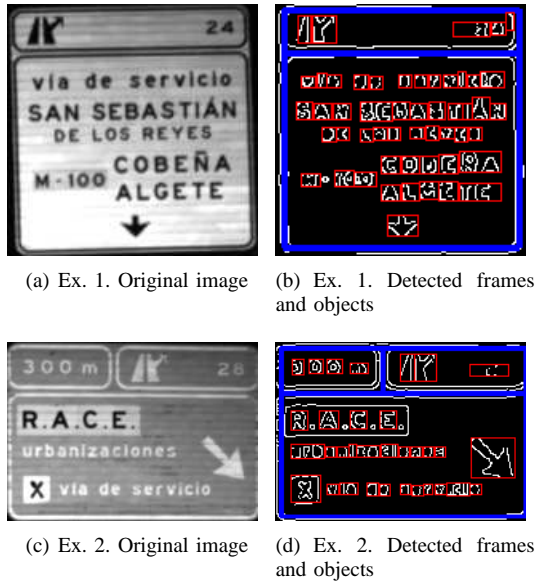 24
vía de servicio
SAN SEBASTIÁN
DE LOS REYES
M-100 COBEÑA
ALGETE
(a) Ex. 1. Original image
(b) Ex. 1. Detected frames
and objects
300 m 28
R.A.C.E.
urbanizaciones
X vía de servicio
(c) Ex. 2. Original image
(d) Ex. 2. Detected frames
and objects